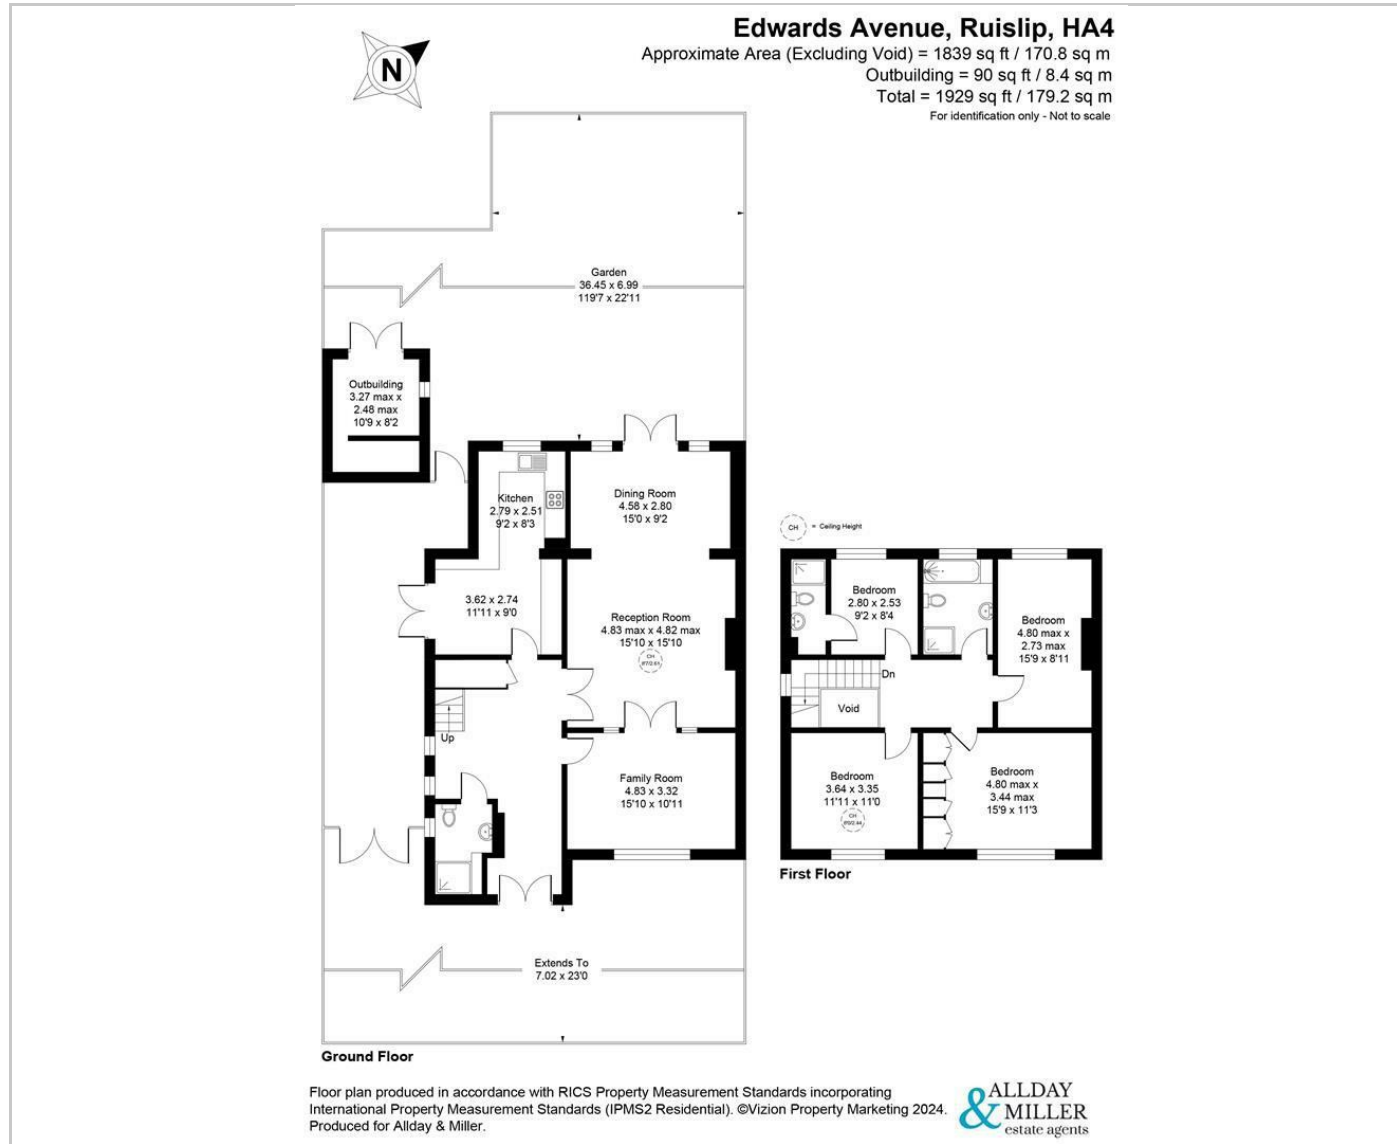 Edwards Avenue, Ruislip, HA4
Approximate Area (Excluding Void) = 1839 sq ft / 170.8 sq m
Outbuilding = 90 sq ft / 8.4 sq m
Total = 1929 sq ft / 179.2 sq m
For identification only - Not to scale
N
Garden
36.45 x 6.99
119'7 x 22'11
Outbuilding
3.27 max x
2.48 max
10'9 x 8'2
Kitchen
2.79 x 2.51
9'2 x 8'3
Dining Room
4.58 x 2.80
15'0 x 9'2
3.62 x 2.74
11'11 x 9'0
Reception Room
4.83 max x 4.82 max
15'10 x 15'10
CH
Up
Family Room
4.83 x 3.32
15'10 x 10'11
Extends To
7.02 x 23'0
Ground Floor
CH = Ceiling Height
Bedroom
2.80 x 2.53
9'2 x 8'4
Bedroom
4.80 max x
2.73 max
15'9 x 8'11
Dn
Void
Bedroom
3.64 x 3.35
11'11 x 11'0
CH
Bedroom
4.80 max x
3.44 max
15'9 x 11'3
First Floor
Floor plan produced in accordance with RICS Property Measurement Standards incorporating
International Property Measurement Standards (IPMS2 Residential). ©Vizion Property Marketing 2024.
Produced for Allday & Miller.
ALLDAY
& MILLER
estate agents